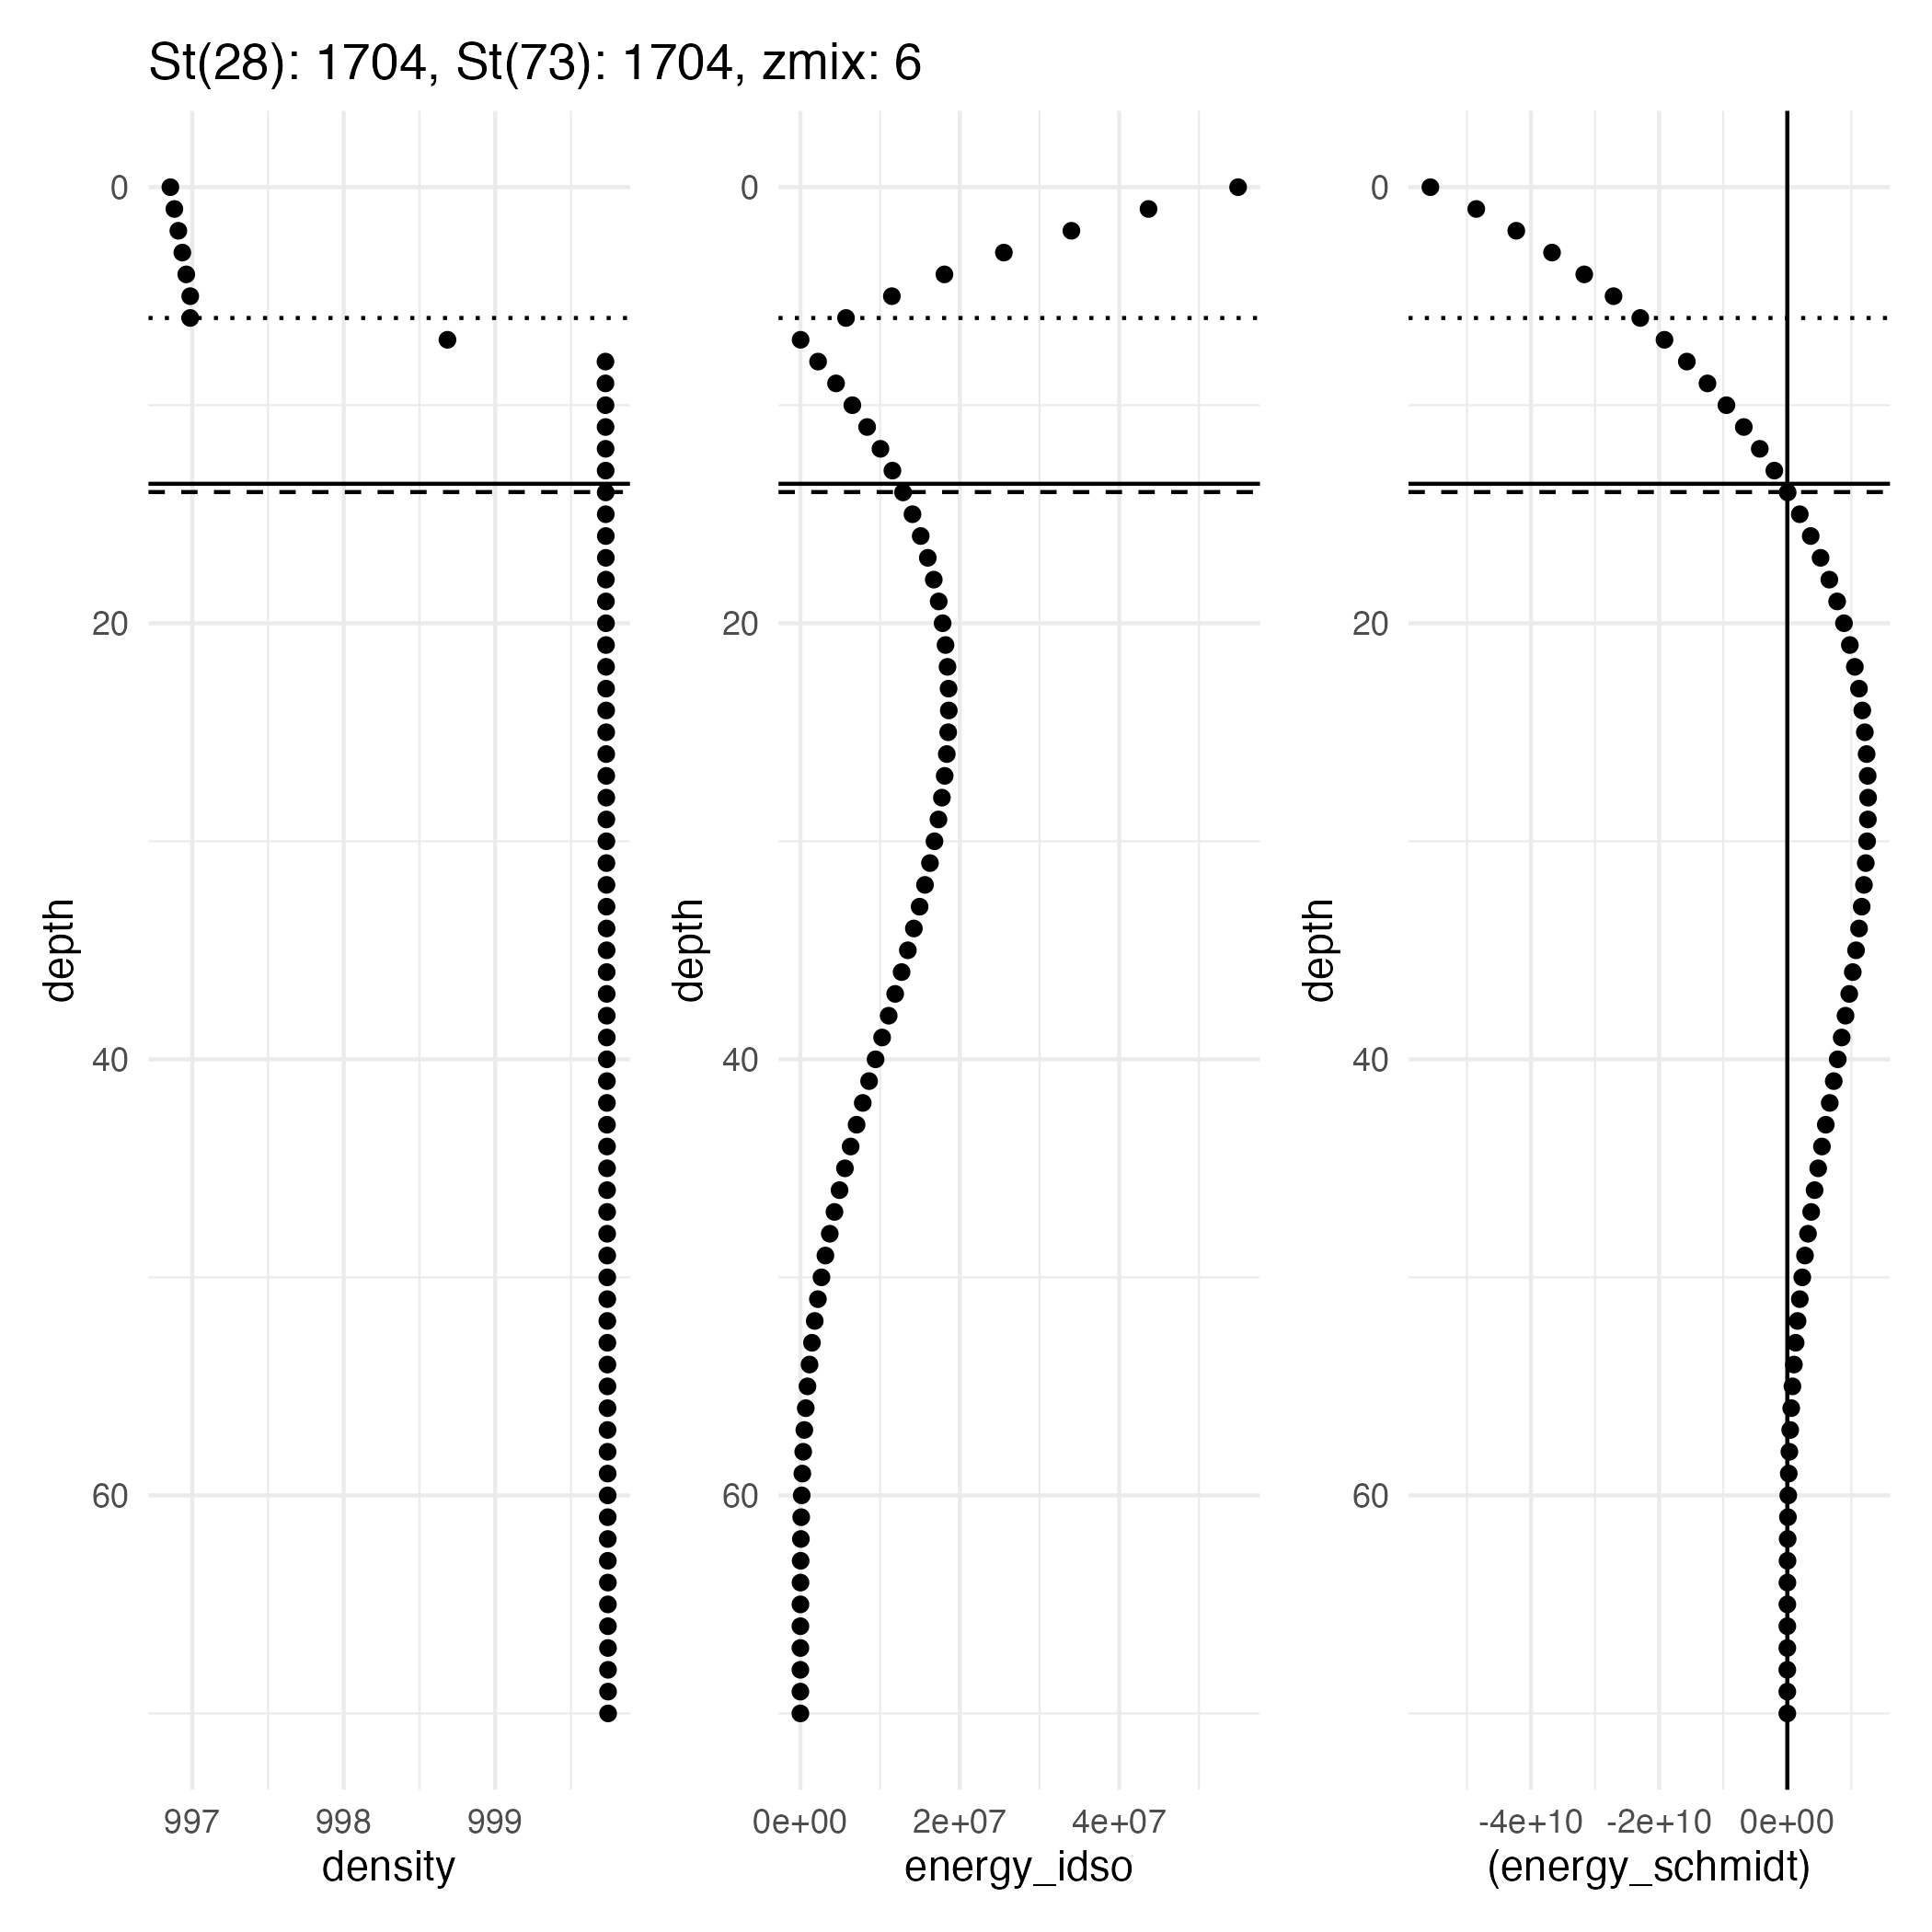 St(28): 1704, St(73): 1704, zmix: 6
0
20
40
60
depth
997 998 999
density
0
20
40
60
depth
0e+00 2e+07 4e+07
energy_idso
0
20
40
60
depth
-4e+10 -2e+10 0e+00
(energy_schmidt)